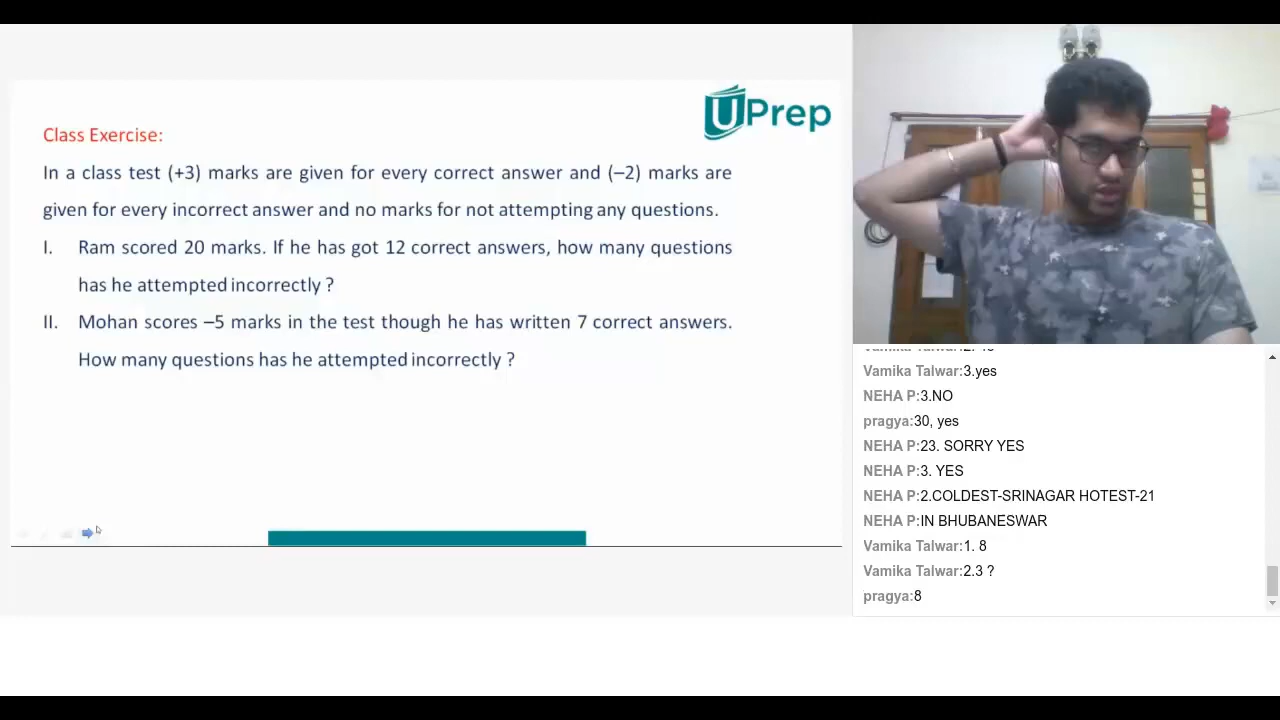 UPrep
Class Exercise:
In a class test (+3) marks are given for every correct answer and (–2) marks are
given for every incorrect answer and no marks for not attempting any questions.
I. Ram scored 20 marks. If he has got 12 correct answers, how many questions
has he attempted incorrectly ?
II. Mohan scores –5 marks in the test though he has written 7 correct answers.
How many questions has he attempted incorrectly ?
Vamika Talwar:3.yes
NEHA P:3.NO
pragya:30, yes
NEHA P:23. SORRY YES
NEHA P:3. YES
NEHA P:2.COLDEST-SRINAGAR HOTEST-21
NEHA P:IN BHUBANESWAR
Vamika Talwar:1. 8
Vamika Talwar:2.3 ?
pragya:8